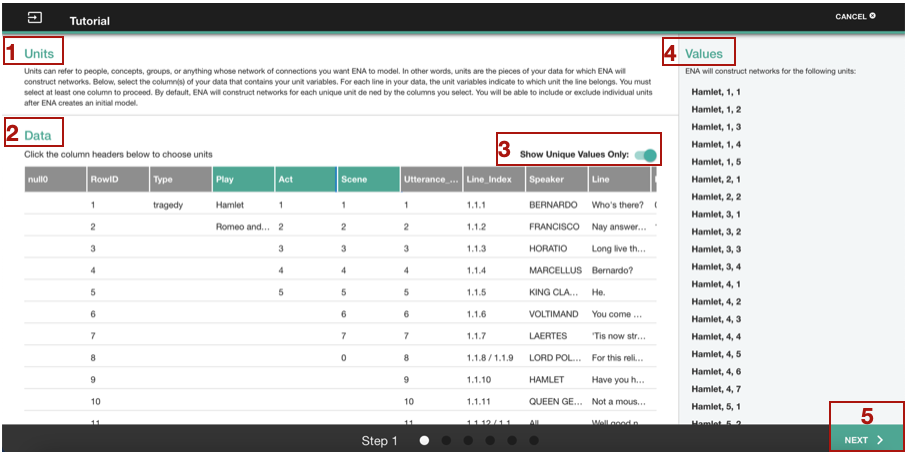 Tutorial
CANCEL
1 Units
Units can refer to people, concepts, groups, or anything whose network of connections you want ENA to model. In other words, units are the pieces of your data for which ENA will
construct networks. Below, select the column(s) of your data that contains your unit variables. For each line in your data, the unit variables indicate to which unit the line belongs. You must
select at least one column to proceed. By default, ENA will construct networks for each unique unit de ned by the columns you select. You will be able to include or exclude individual units
after ENA creates an initial model.
2 Data
Click the column headers below to choose units
3 Show Unique Values Only:
null0 RowID Type Play Act Scene Utterance_... Line_Index Speaker Line
1 tragedy Hamlet 1 1 1 1.1.1 BERNARDO Who's there?
2 Romeo and... 2 2 2 1.1.2 FRANCISCO Nay answer...
3 3 3 3 1.1.3 HORATIO Long live th...
4 4 4 4 1.1.4 MARCELLUS Bernardo?
5 5 5 5 1.1.5 KING CLA... He.
6 6 6 1.1.6 VOLTIMAND You come ...
7 7 7 1.1.7 LAERTES 'Tis now str...
8 0 8 1.1.8 / 1.1.9 LORD POL... For this reli...
9 9 1.1.10 HAMLET Have you h...
10 10 1.1.11 QUEEN GE... Not a mous...
11 11 1.1.12 / 1.1 All Well good n
4 Values
ENA will construct networks for the following units:
Hamlet, 1, 1
Hamlet, 1, 2
Hamlet, 1, 3
Hamlet, 1, 4
Hamlet, 1, 5
Hamlet, 2, 1
Hamlet, 2, 2
Hamlet, 3, 1
Hamlet, 3, 2
Hamlet, 3, 3
Hamlet, 3, 4
Hamlet, 4, 1
Hamlet, 4, 2
Hamlet, 4, 3
Hamlet, 4, 4
Hamlet, 4, 5
Hamlet, 4, 6
Hamlet, 4, 7
Hamlet, 5, 1
Hamlet, 5, 2
Step 1
5
NEXT